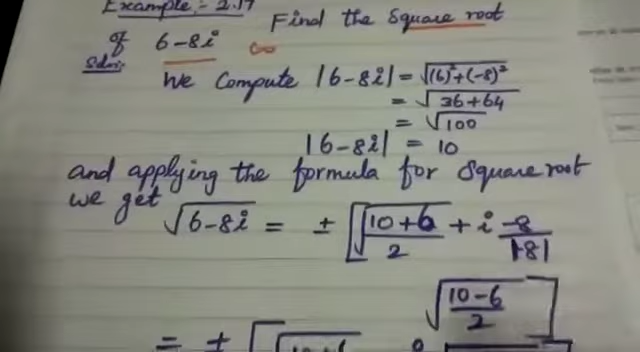 Example:- 2.17 Find the Square root
of 6-8i
Soln:
We Compute |6-8i| = √(6)²+(-8)²
= √36+64
= √100
|6-8i| = 10
and applying the formula for Square root
we get
√6-8i = ± [√10+6/2 + i -8/|-8|
√10-6/2 ]
= ± [√10+6